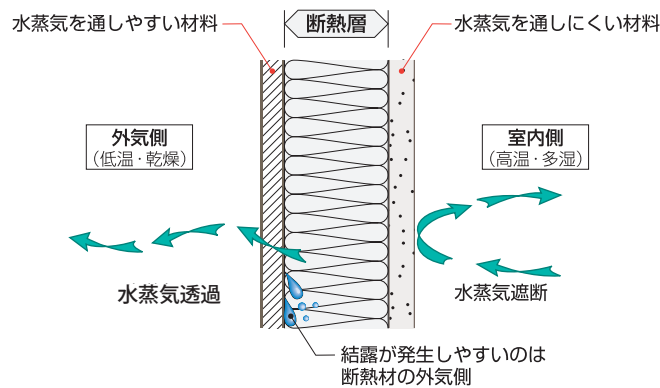 水蒸気を通しやすい材料
断熱層
水蒸気を通しにくい材料
外気側
（低温・乾燥）
室内側
（高温・多湿）
水蒸気透過
水蒸気遮断
結露が発生しやすいのは
断熱材の外気側